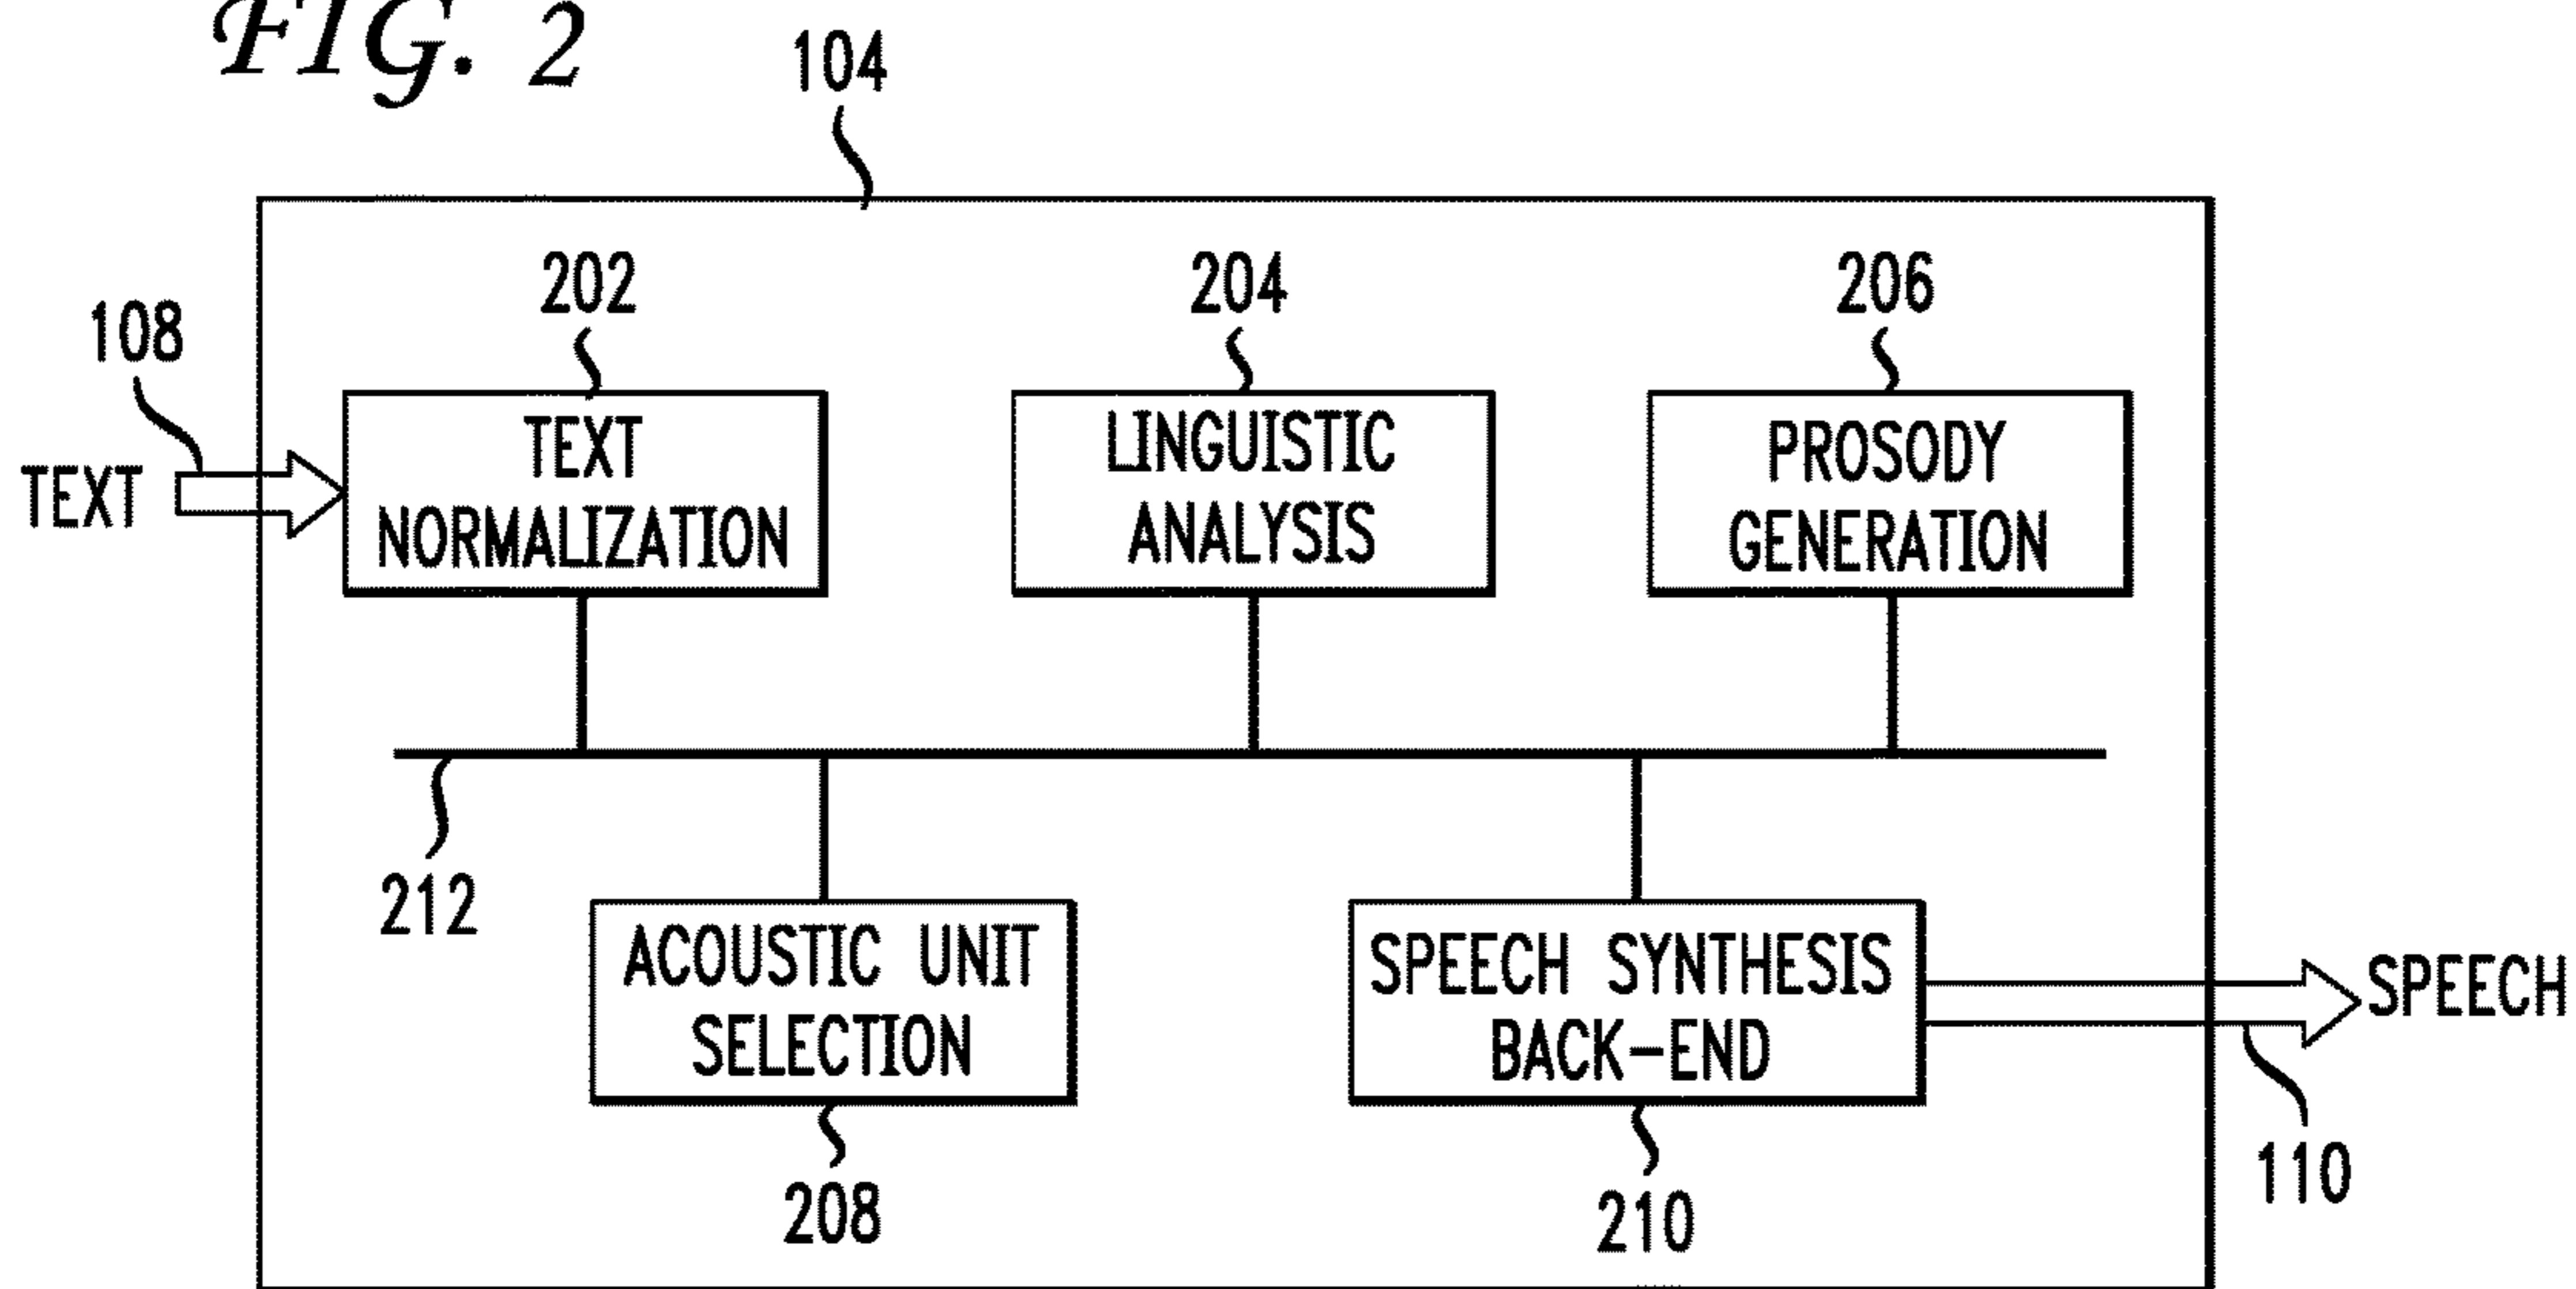 FIG. 2
104
202
204
206
108
TEXT
TEXT
NORMALIZATION
LINGUISTIC
ANALYSIS
PROSODY
GENERATION
212
ACOUSTIC UNIT
SELECTION
SPEECH SYNTHESIS
BACK-END
SPEECH
110
208
210